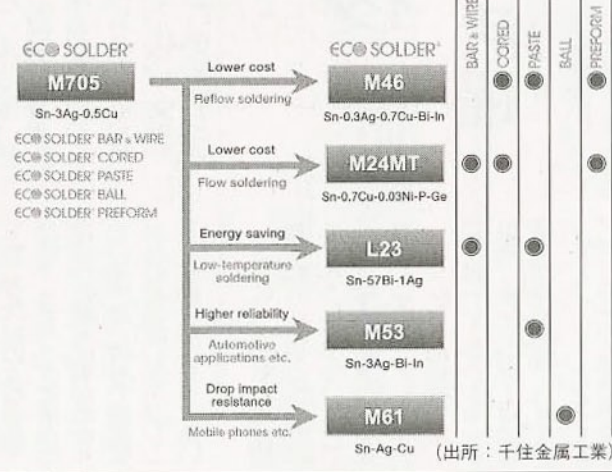 ECO SOLDER®
M705
Sn-3Ag-0.5Cu
ECO SOLDER® BAR & WIRE
ECO SOLDER® CORED
ECO SOLDER® PASTE
ECO SOLDER® BALL
ECO SOLDER® PREFORM
Lower cost
Reflow soldering
Lower cost
Flow soldering
Energy saving
Low-temperature
soldering
Higher reliability
Automotive
applications etc.
Drop impact
resistance
Mobile phones etc.
ECO SOLDER®
M46
Sn-0.3Ag-0.7Cu-Bi-In
M24MT
Sn-0.7Cu-0.03Ni-P-Ge
L23
Sn-57Bi-1Ag
M53
Sn-3Ag-Bi-In
M61
Sn-Ag-Cu
BAR & WIRE
CORED
PASTE
BALL
PREFORM
(出所：千住金属工業)